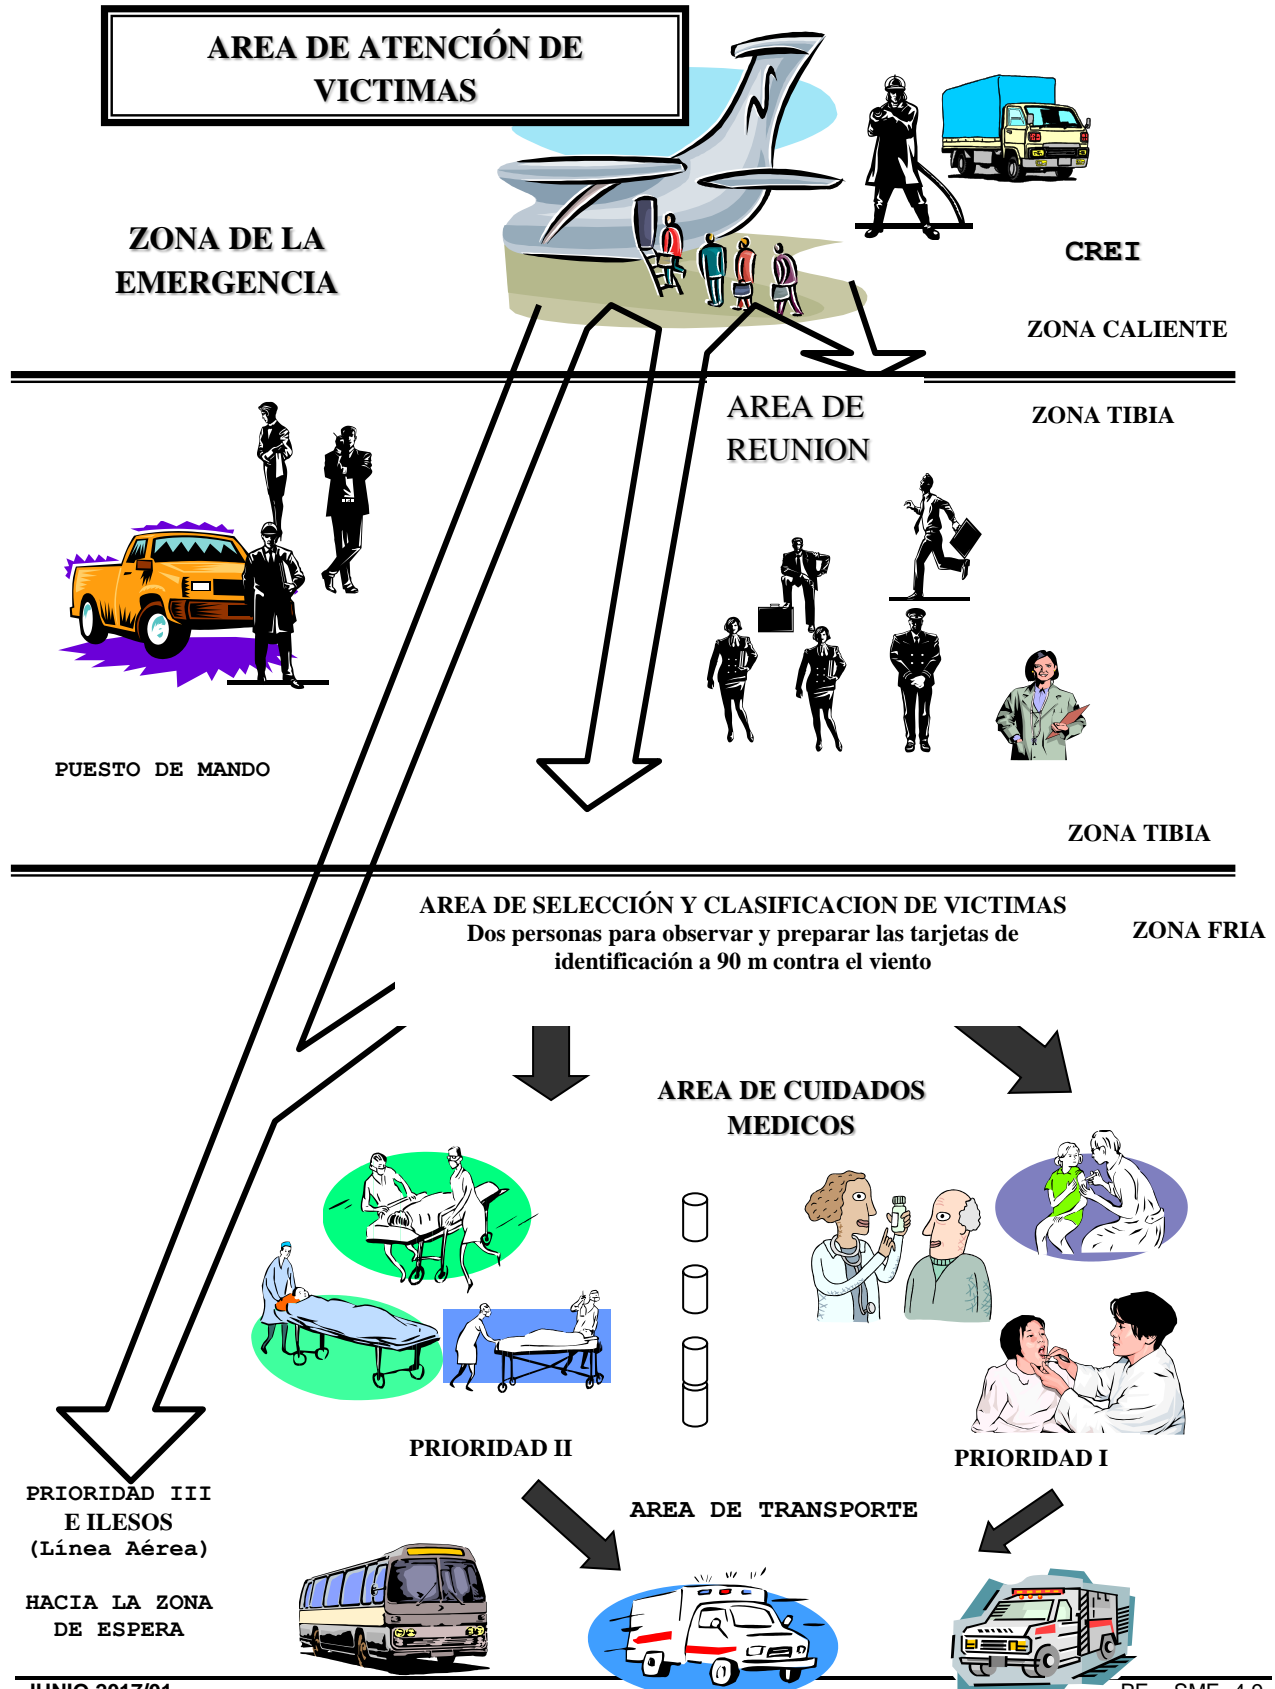 AREA DE ATENCIÓN DE
VICTIMAS
ZONA DE LA
EMERGENCIA
CREI
ZONA CALIENTE
AREA DE
REUNION
ZONA TIBIA
PUESTO DE MANDO
ZONA TIBIA
AREA DE SELECCIÓN Y CLASIFICACION DE VICTIMAS
Dos personas para observar y preparar las tarjetas de
identificación a 90 m contra el viento
ZONA FRIA
AREA DE CUIDADOS
MEDICOS
PRIORIDAD II
PRIORIDAD I
PRIORIDAD III
E ILESOS
(Línea Aérea)
HACIA LA ZONA
DE ESPERA
AREA DE TRANSPORTE
JUNIO 2017/01